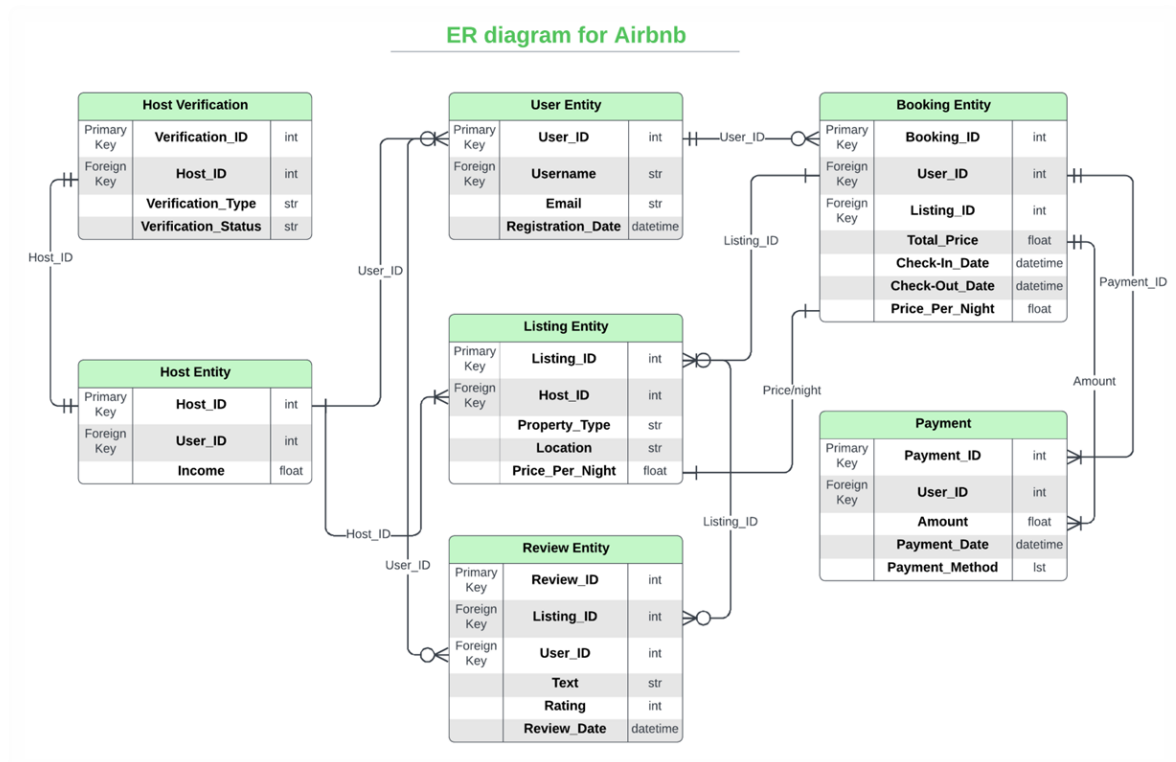 ER diagram for Airbnb
Host Verification
Primary Key Verification_ID int
Foreign Key Host_ID int
Verification_Type str
Verification_Status str
User Entity
Primary Key User_ID int
Foreign Key Username str
Email str
Registration_Date datetime
Booking Entity
Primary Key Booking_ID int
Foreign Key User_ID int
Foreign Key Listing_ID int
Total_Price float
Check-In_Date datetime
Check-Out_Date datetime
Price_Per_Night float
Host Entity
Primary Key Host_ID int
Foreign Key User_ID int
Income float
Listing Entity
Primary Key Listing_ID int
Foreign Key Host_ID int
Property_Type str
Location str
Price_Per_Night float
Payment
Primary Key Payment_ID int
Foreign Key User_ID int
Amount float
Payment_Date datetime
Payment_Method lst
Review Entity
Primary Key Review_ID int
Foreign Key Listing_ID int
Foreign Key User_ID int
Text str
Rating int
Review_Date datetime
Host_ID
User_ID
User_ID
Listing_ID
Payment_ID
Price/night
Amount
Host_ID
Listing_ID
User_ID